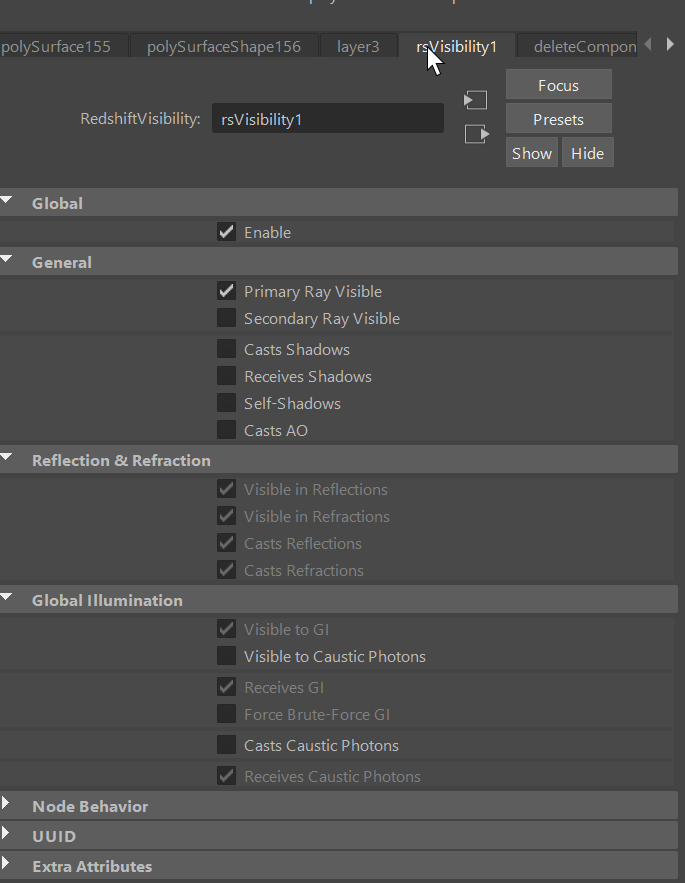 polySurface155 polySurfaceShape156 layer3 rsVisibility1 deleteCompon
Focus
RedshiftVisibility: rsVisibility1
Presets
Show Hide
Global
Enable
General
Primary Ray Visible
Secondary Ray Visible
Casts Shadows
Receives Shadows
Self-Shadows
Casts AO
Reflection & Refraction
Visible in Reflections
Visible in Refractions
Casts Reflections
Casts Refractions
Global Illumination
Visible to GI
Visible to Caustic Photons
Receives GI
Force Brute-Force GI
Casts Caustic Photons
Receives Caustic Photons
Node Behavior
UUID
Extra Attributes